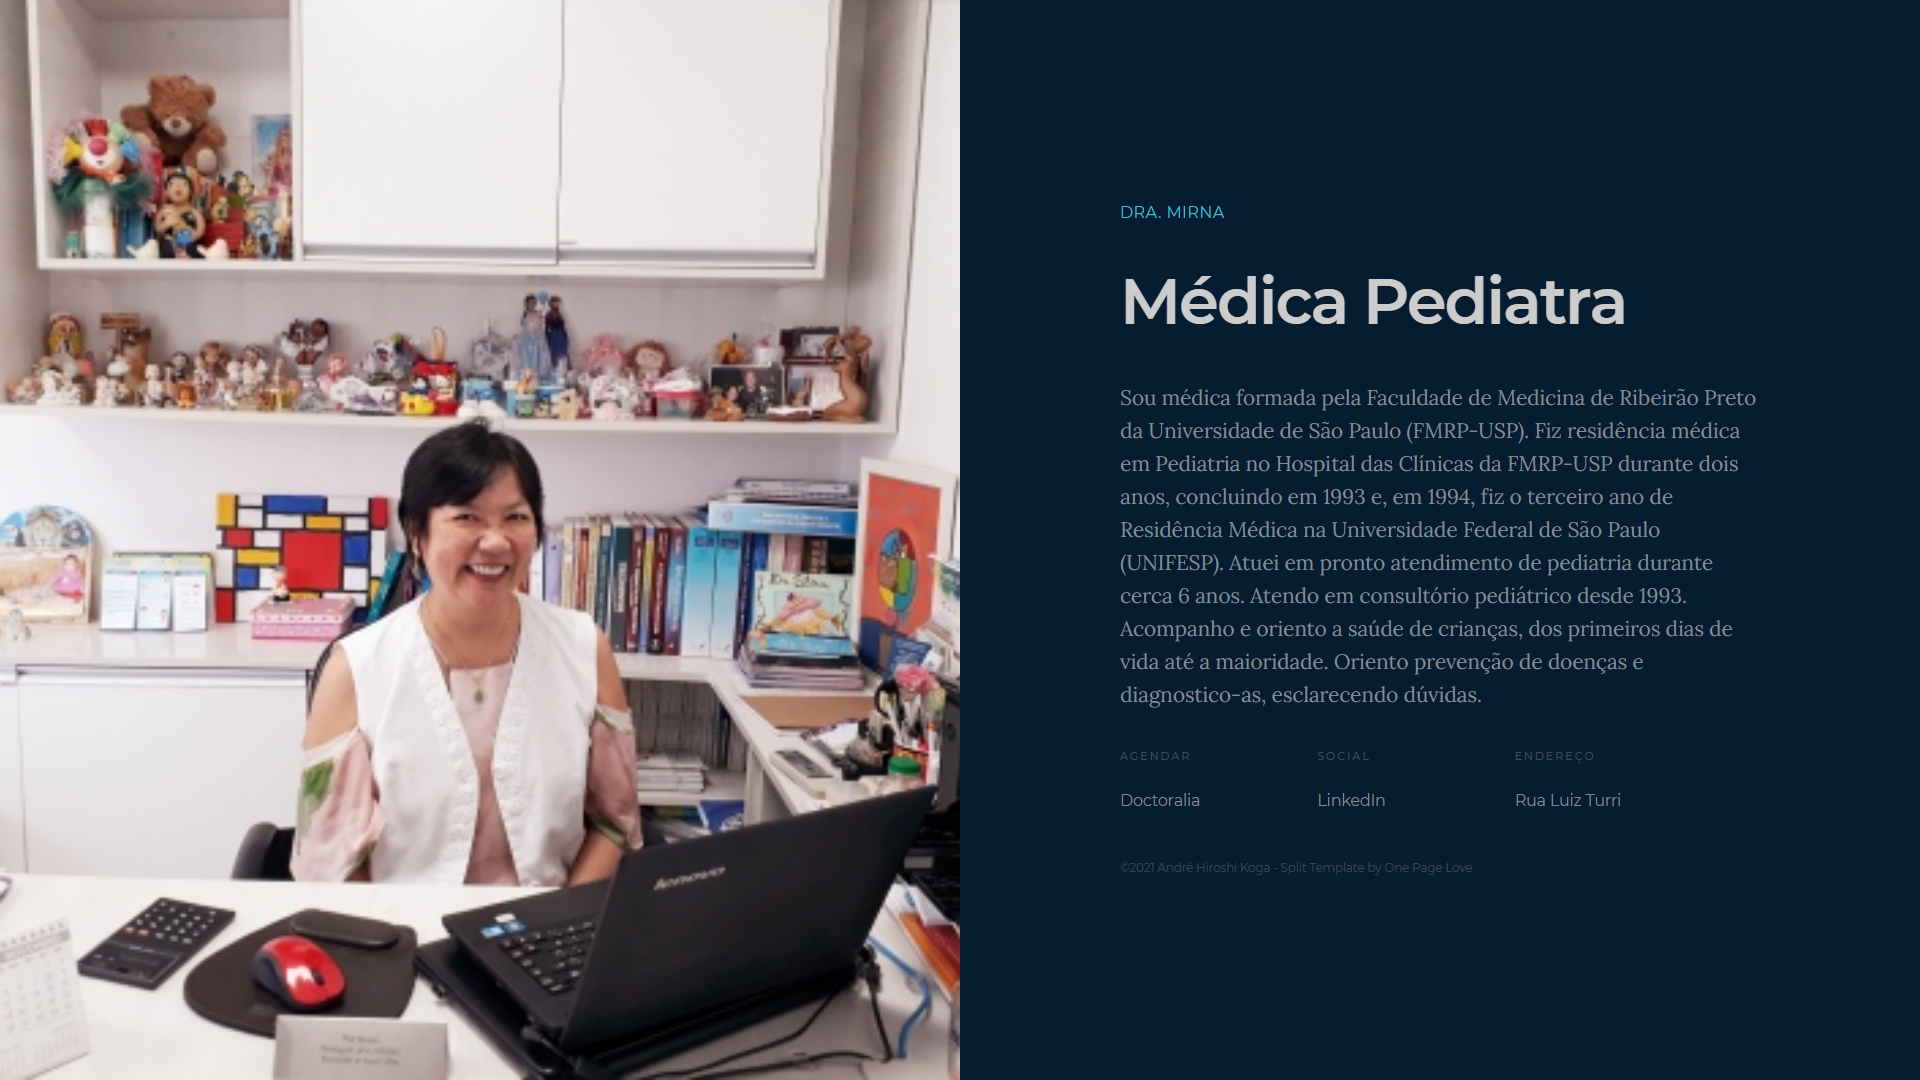 DRA. MIRNA
Médica Pediatra
Sou médica formada pela Faculdade de Medicina de Ribeirão Preto
da Universidade de São Paulo (FMRP-USP). Fiz residência médica
em Pediatria no Hospital das Clínicas da FMRP-USP durante dois
anos, concluindo em 1993 e, em 1994, fiz o terceiro ano de
Residência Médica na Universidade Federal de São Paulo
(UNIFESP). Atuei em pronto atendimento de pediatria durante
cerca 6 anos. Atendo em consultório pediátrico desde 1993.
Acompanho e oriento a saúde de crianças, dos primeiros dias de
vida até a maioridade. Oriento prevenção de doenças e
diagnostico-as, esclarecendo dúvidas.
AGENDAR
Doctoralia
SOCIAL
LinkedIn
ENDEREÇO
Rua Luiz Turri
©2021 André Hiroshi Koga - Split Template by One Page Love
lenovo